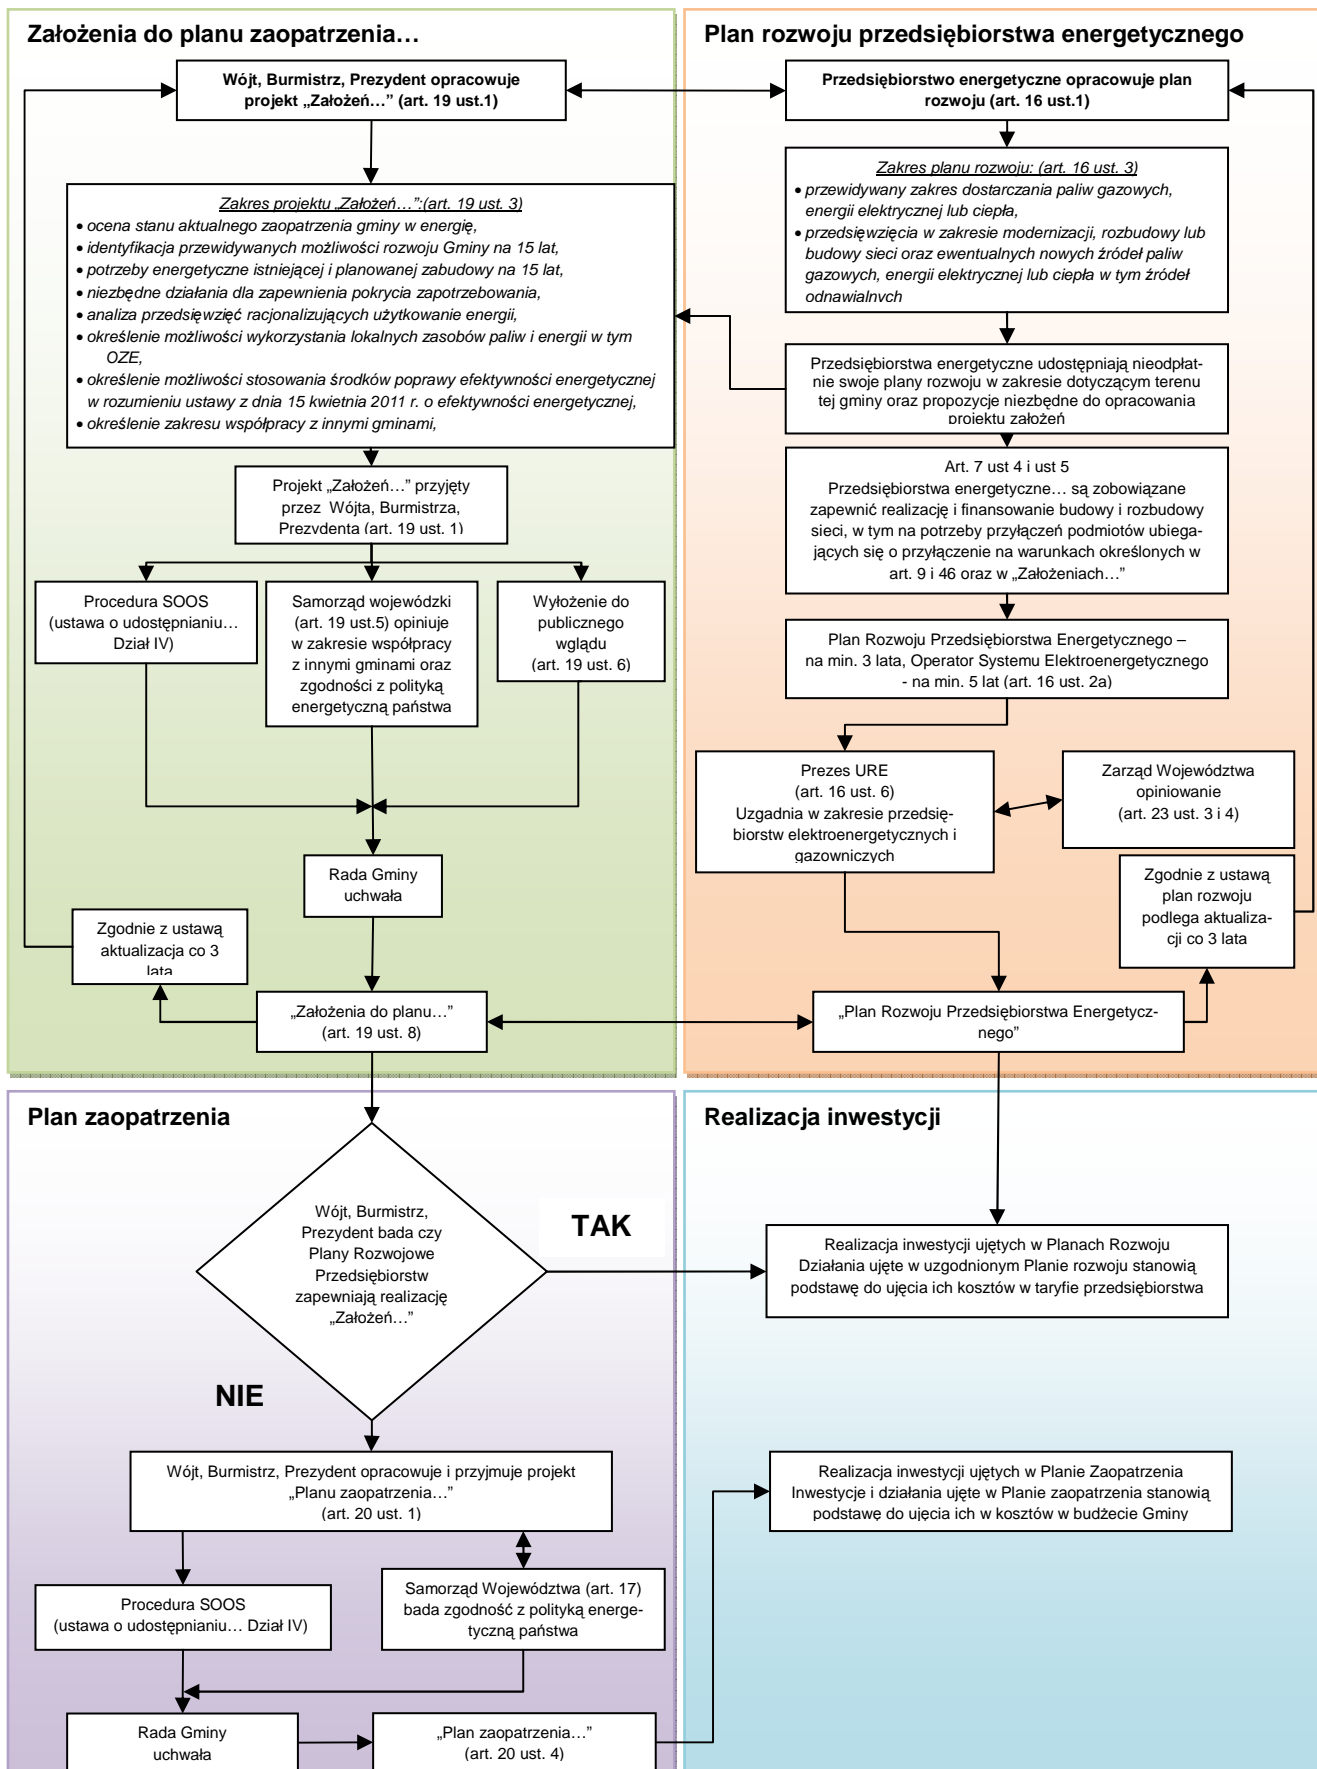 Założenia do planu zaopatrzenia…
Wójt, Burmistrz, Prezydent opracowuje
projekt „Założeń…” (art. 19 ust.1)
Zakres projektu „Założeń…”:(art. 19 ust. 3)
• ocena stanu aktualnego zaopatrzenia gminy w energię,
• identyfikacja przewidywanych możliwości rozwoju Gminy na 15 lat,
• potrzeby energetyczne istniejącej i planowanej zabudowy na 15 lat,
• niezbędne działania dla zapewnienia pokrycia zapotrzebowania,
• analiza przedsięwzięć racjonalizujących użytkowanie energii,
• określenie możliwości wykorzystania lokalnych zasobów paliw i energii w tym
OZE,
• określenie możliwości stosowania środków poprawy efektywności energetycznej
w rozumieniu ustawy z dnia 15 kwietnia 2011 r. o efektywności energetycznej,
• określenie zakresu współpracy z innymi gminami,
Projekt „Założeń…” przyjęty
przez Wójta, Burmistrza,
Prezydenta (art. 19 ust. 1)
Procedura SOOS
(ustawa o udostępnianiu…
Dział IV)
Samorząd wojewódzki
(art. 19 ust.5) opiniuje
w zakresie współpracy
z innymi gminami oraz
zgodności z polityką
energetyczną państwa
Wyłożenie do
publicznego
wglądu
(art. 19 ust. 6)
Rada Gminy
uchwała
Zgodnie z ustawą
aktualizacja co 3
lata
„Założenia do planu…”
(art. 19 ust. 8)
Plan rozwoju przedsiębiorstwa energetycznego
Przedsiębiorstwo energetyczne opracowuje plan
rozwoju (art. 16 ust.1)
Zakres planu rozwoju: (art. 16 ust. 3)
• przewidywany zakres dostarczania paliw gazowych,
energii elektrycznej lub ciepła,
• przedsięwzięcia w zakresie modernizacji, rozbudowy lub
budowy sieci oraz ewentualnych nowych źródeł paliw
gazowych, energii elektrycznej lub ciepła w tym źródeł
odnawialnych
Przedsiębiorstwa energetyczne udostępniają nieodpłat-
nie swoje plany rozwoju w zakresie dotyczącym terenu
tej gminy oraz propozycje niezbędne do opracowania
projektu założeń
Art. 7 ust 4 i ust 5
Przedsiębiorstwa energetyczne… są zobowiązane
zapewnić realizację i finansowanie budowy i rozbudowy
sieci, w tym na potrzeby przyłączeń podmiotów ubiega-
jących się o przyłączenie na warunkach określonych w
art. 9 i 46 oraz w „Założeniach…”
Plan Rozwoju Przedsiębiorstwa Energetycznego –
na min. 3 lata, Operator Systemu Elektroenergetycznego
- na min. 5 lat (art. 16 ust. 2a)
Prezes URE
(art. 16 ust. 6)
Uzgadnia w zakresie przedsię-
biorstw elektroenergetycznych i
gazowniczych
Zarząd Województwa
opiniowanie
(art. 23 ust. 3 i 4)
Zgodnie z ustawą
plan rozwoju
podlega aktualiza-
cji co 3 lata
„Plan Rozwoju Przedsiębiorstwa Energetycz-
nego”
Plan zaopatrzenia
Wójt, Burmistrz,
Prezydent bada czy
Plany Rozwojowe
Przedsiębiorstw
zapewniają realizację
„Założeń…”
TAK
NIE
Wójt, Burmistrz, Prezydent opracowuje i przyjmuje projekt
„Planu zaopatrzenia…”
(art. 20 ust. 1)
Procedura SOOS
(ustawa o udostępnianiu… Dział IV)
Samorząd Województwa (art. 17)
bada zgodność z polityką energe-
tyczną państwa
Rada Gminy
uchwała
„Plan zaopatrzenia…”
(art. 20 ust. 4)
Realizacja inwestycji
Realizacja inwestycji ujętych w Planach Rozwoju
Działania ujęte w uzgodnionym Planie rozwoju stanowią
podstawę do ujęcia ich kosztów w taryfie przedsiębiorstwa
Realizacja inwestycji ujętych w Planie Zaopatrzenia
Inwestycje i działania ujęte w Planie zaopatrzenia stanowią
podstawę do ujęcia ich w kosztów w budżecie Gminy